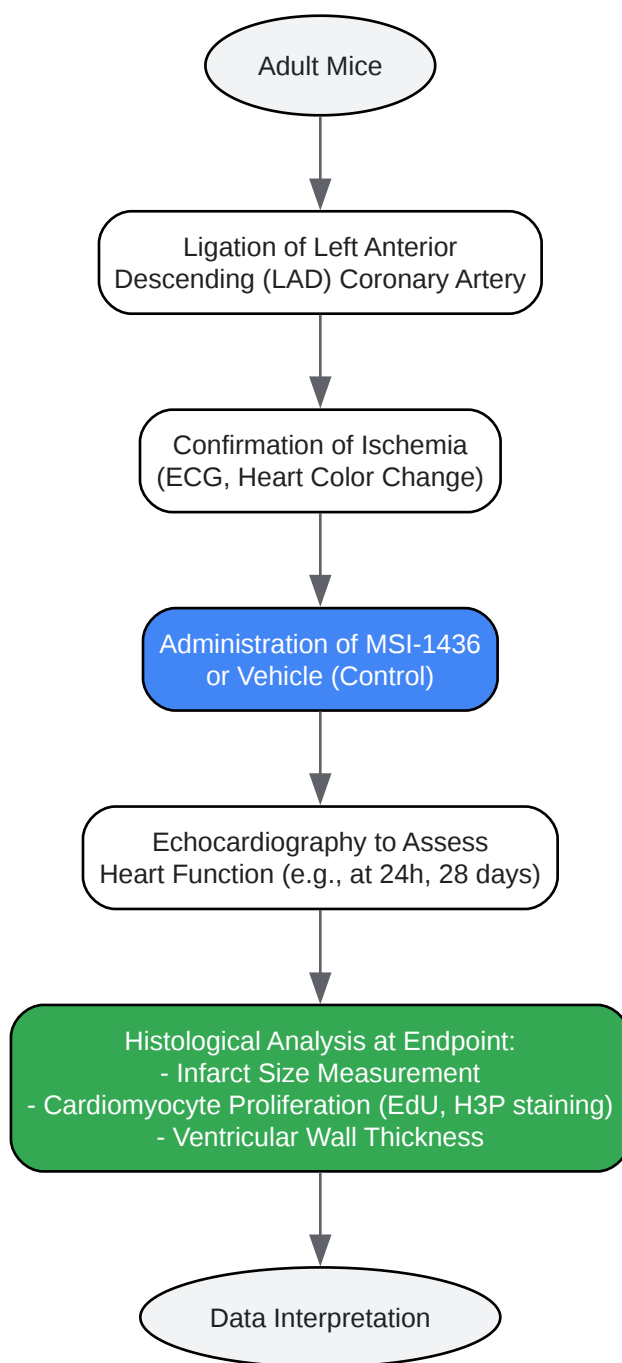 Adult Mice
Ligation of Left Anterior
Descending (LAD) Coronary Artery
Confirmation of Ischemia
(ECG, Heart Color Change)
Administration of MSI-1436
or Vehicle (Control)
Echocardiography to Assess
Heart Function (e.g., at 24h, 28 days)
Histological Analysis at Endpoint:
- Infarct Size Measurement
- Cardiomyocyte Proliferation (EdU, H3P staining)
- Ventricular Wall Thickness
Data Interpretation